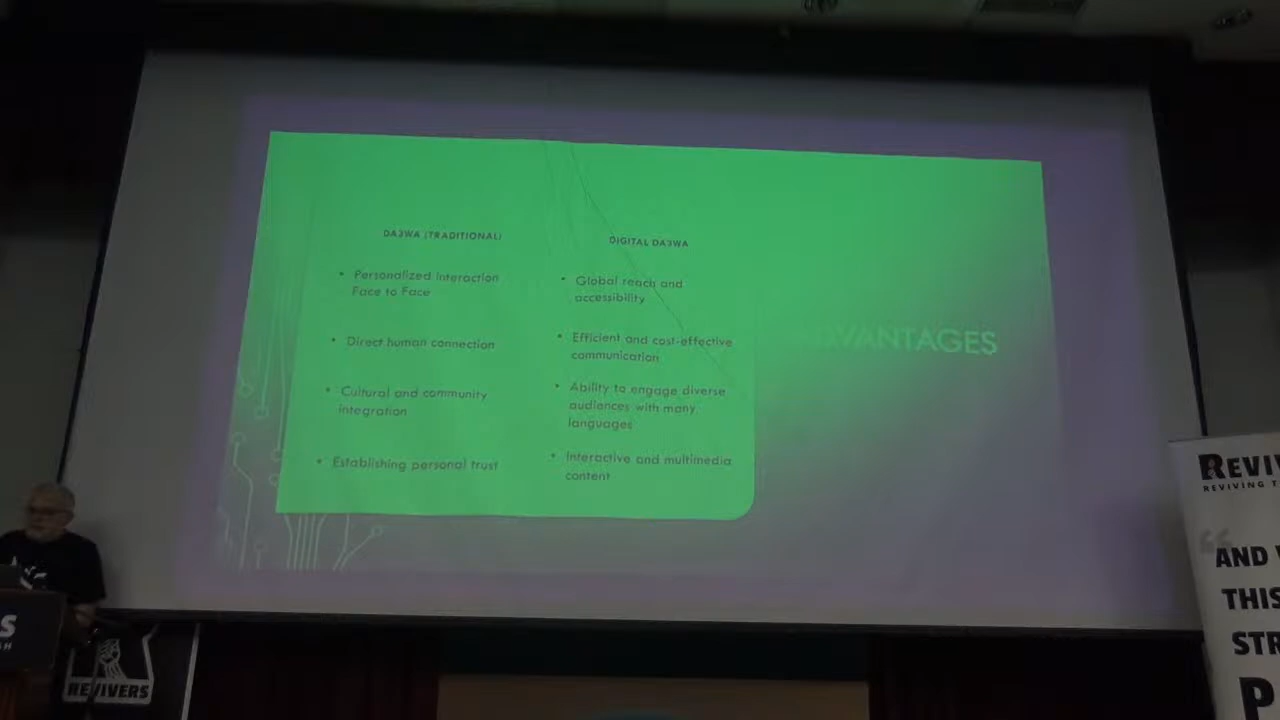 DA3WA (TRADITIONAL)
• Personalized Interaction
Face to Face
• Direct human connection
• Cultural and community
integration
• Establishing personal trust
DIGITAL DA3WA
• Global reach and
accessibility
• Efficient and cost-effective
communication
• Ability to engage diverse
audiences with many
languages
• Interactive and multimedia
content
ADVANTAGES
REVIVERS
REVI
REVIVING T
AND
THIS
STR
P